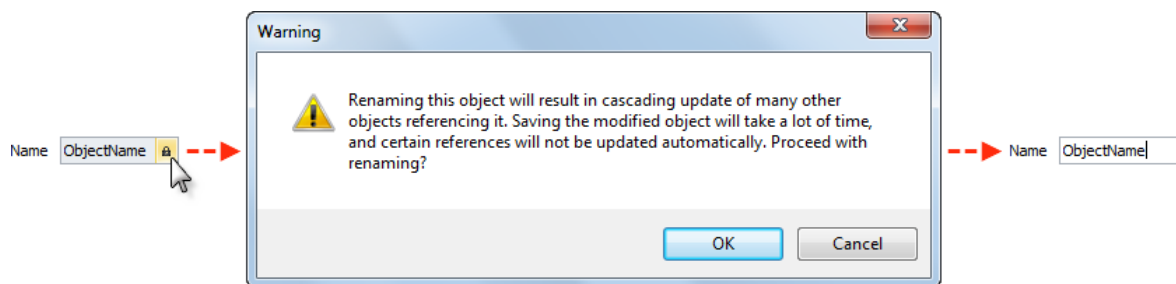 Warning
Renaming this object will result in cascading update of many other
objects referencing it. Saving the modified object will take a lot of time,
and certain references will not be updated automatically. Proceed with
renaming?
Name ObjectName
Name ObjectName
OK Cancel